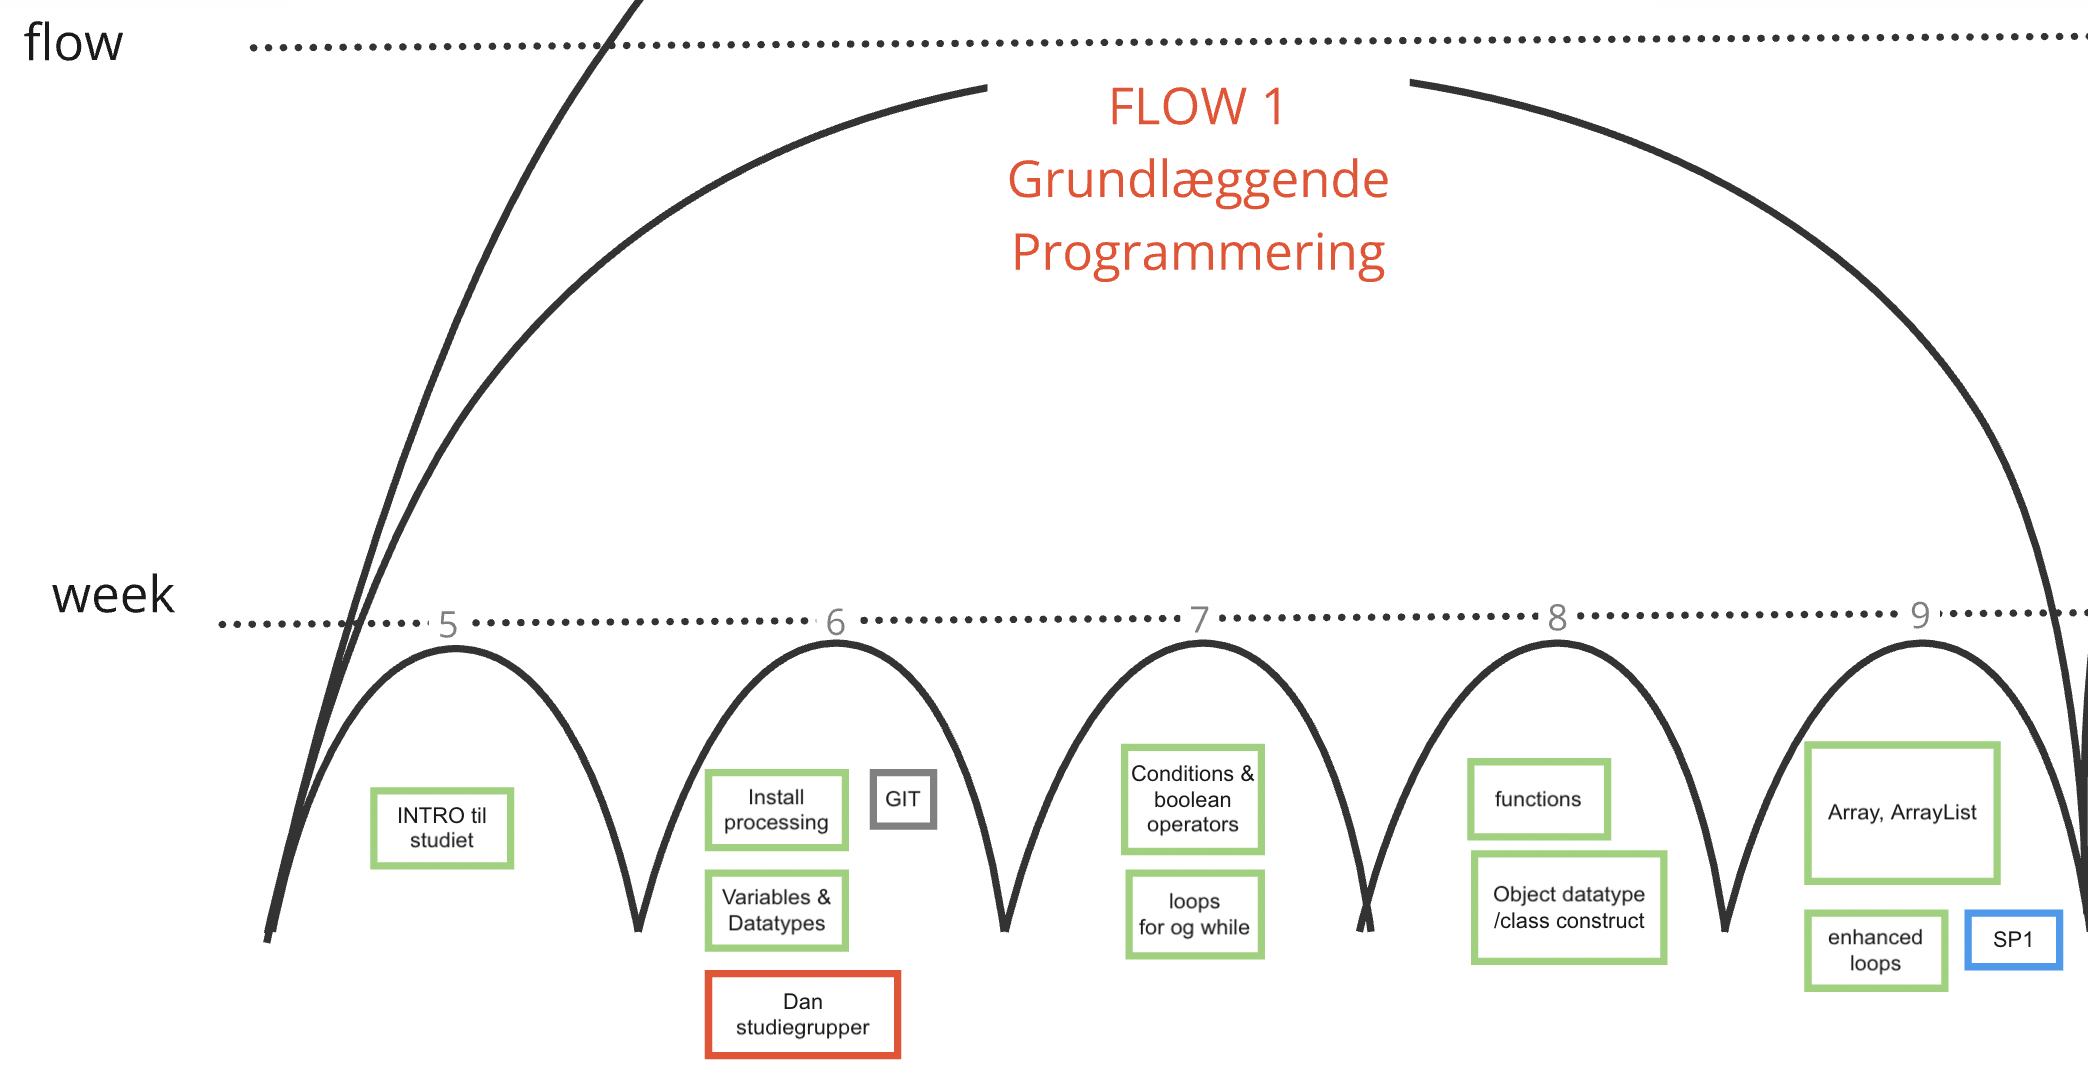 flow
FLOW 1
Grundlæggende
Programmering
week
5
6
7
8
9
INTRO til
studiet
Install
processing
GIT
Variables &
Datatypes
Dan
studiegrupper
Conditions &
boolean
operators
loops
for og while
functions
Object datatype
/class construct
Array, ArrayList
enhanced
loops
SP1